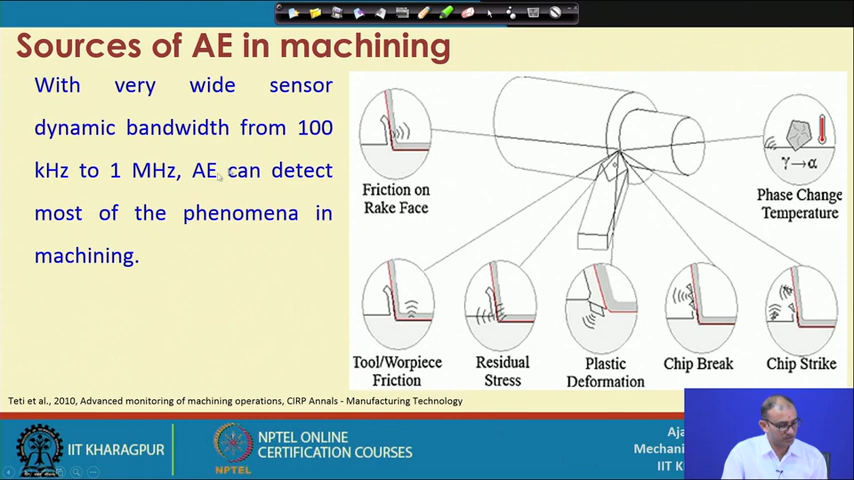 Sources of AE in machining
With very wide sensor
dynamic bandwidth from 100
kHz to 1 MHz, AE can detect
most of the phenomena in
machining.
Friction on
Rake Face
γ→α
Phase Change
Temperature
Tool/Worpiece
Friction
Residual
Stress
Plastic
Deformation
Chip Break
Chip Strike
Teti et al., 2010, Advanced monitoring of machining operations, CIRP Annals - Manufacturing Technology
IIT KHARAGPUR
NPTEL
NPTEL ONLINE
CERTIFICATION COURSES
IIT